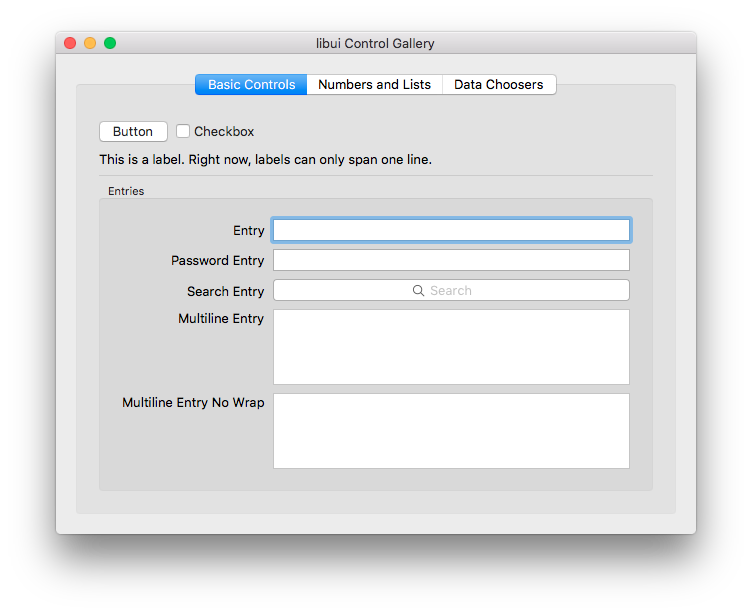 libui Control Gallery
Basic Controls Numbers and Lists Data Choosers
Button Checkbox
This is a label. Right now, labels can only span one line.
Entries
Entry
Password Entry
Search Entry Search
Multiline Entry
Multiline Entry No Wrap